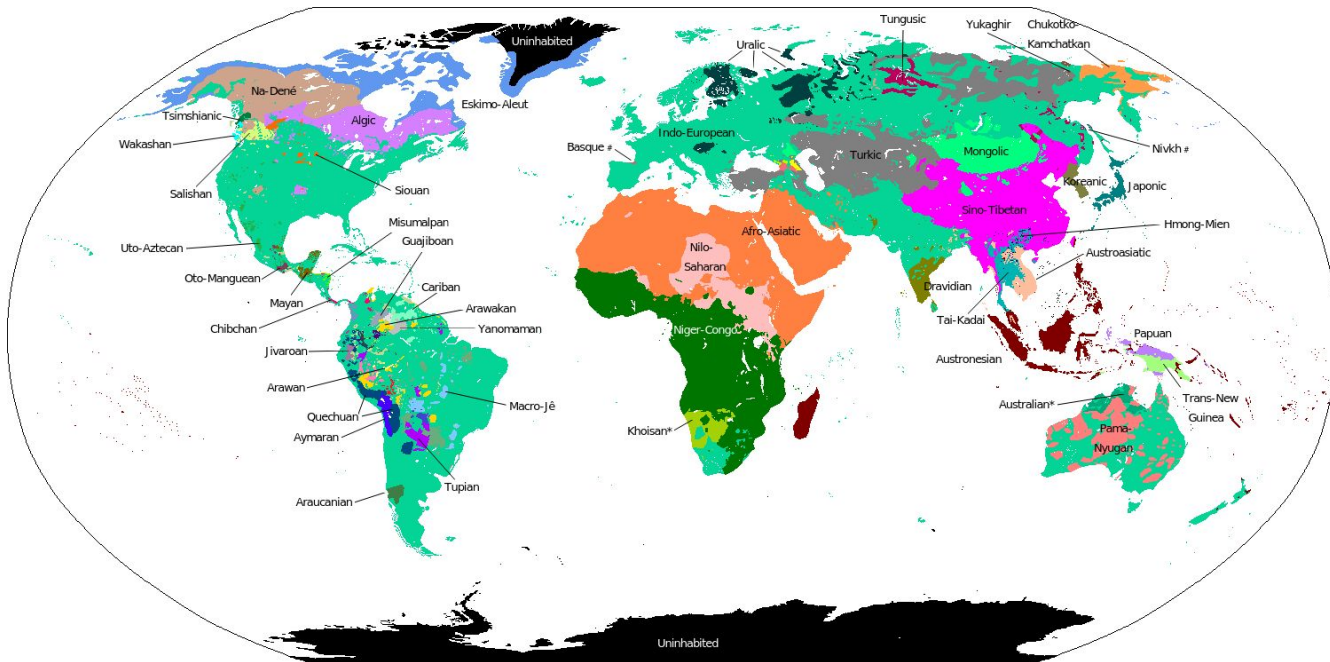 Uninhabited
Tungusic
Yukaghir
Chukotko-
Kamchatkan
Uralic
Na-Dené
Eskimo-Aleut
Tsimshianic
Algic
Wakashan
Indo-European
Basque #
Turkic
Mongolic
Nivkh #
Salishan
Siouan
Koreanic
Japonic
Misumalpan
Guajiboan
Sino-Tibetan
Hmong-Mien
Uto-Aztecan
Afro-Asiatic
Nilo-
Saharan
Austroasiatic
Oto-Manguean
Mayan
Cariban
Dravidian
Arawakan
Tai-Kadai
Chibchan
Yanomaman
Niger-Congo
Papuan
Jivaroan
Austronesian
Arawan
Macro-Jê
Australian*
Trans-New
Guinea
Quechuan
Aymaran
Khoisan*
Pama-
Nyugan
Tupian
Araucanian
Uninhabited